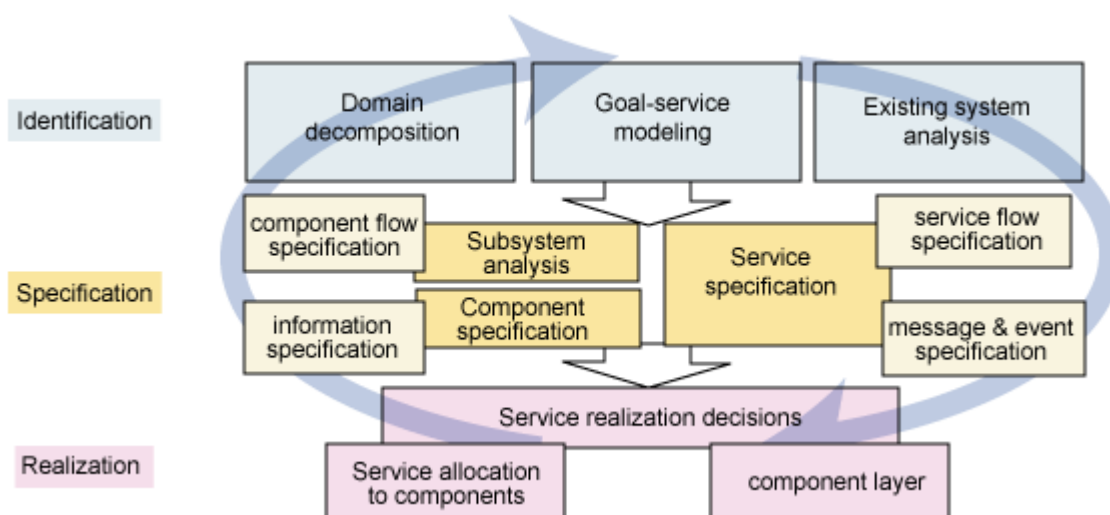 Identification
Domain
decomposition
Goal-service
modeling
Existing system
analysis
Specification
component flow
specification
Subsystem
analysis
Service
specification
service flow
specification
information
specification
Component
specification
message & event
specification
Realization
Service realization decisions
Service allocation
to components
component layer